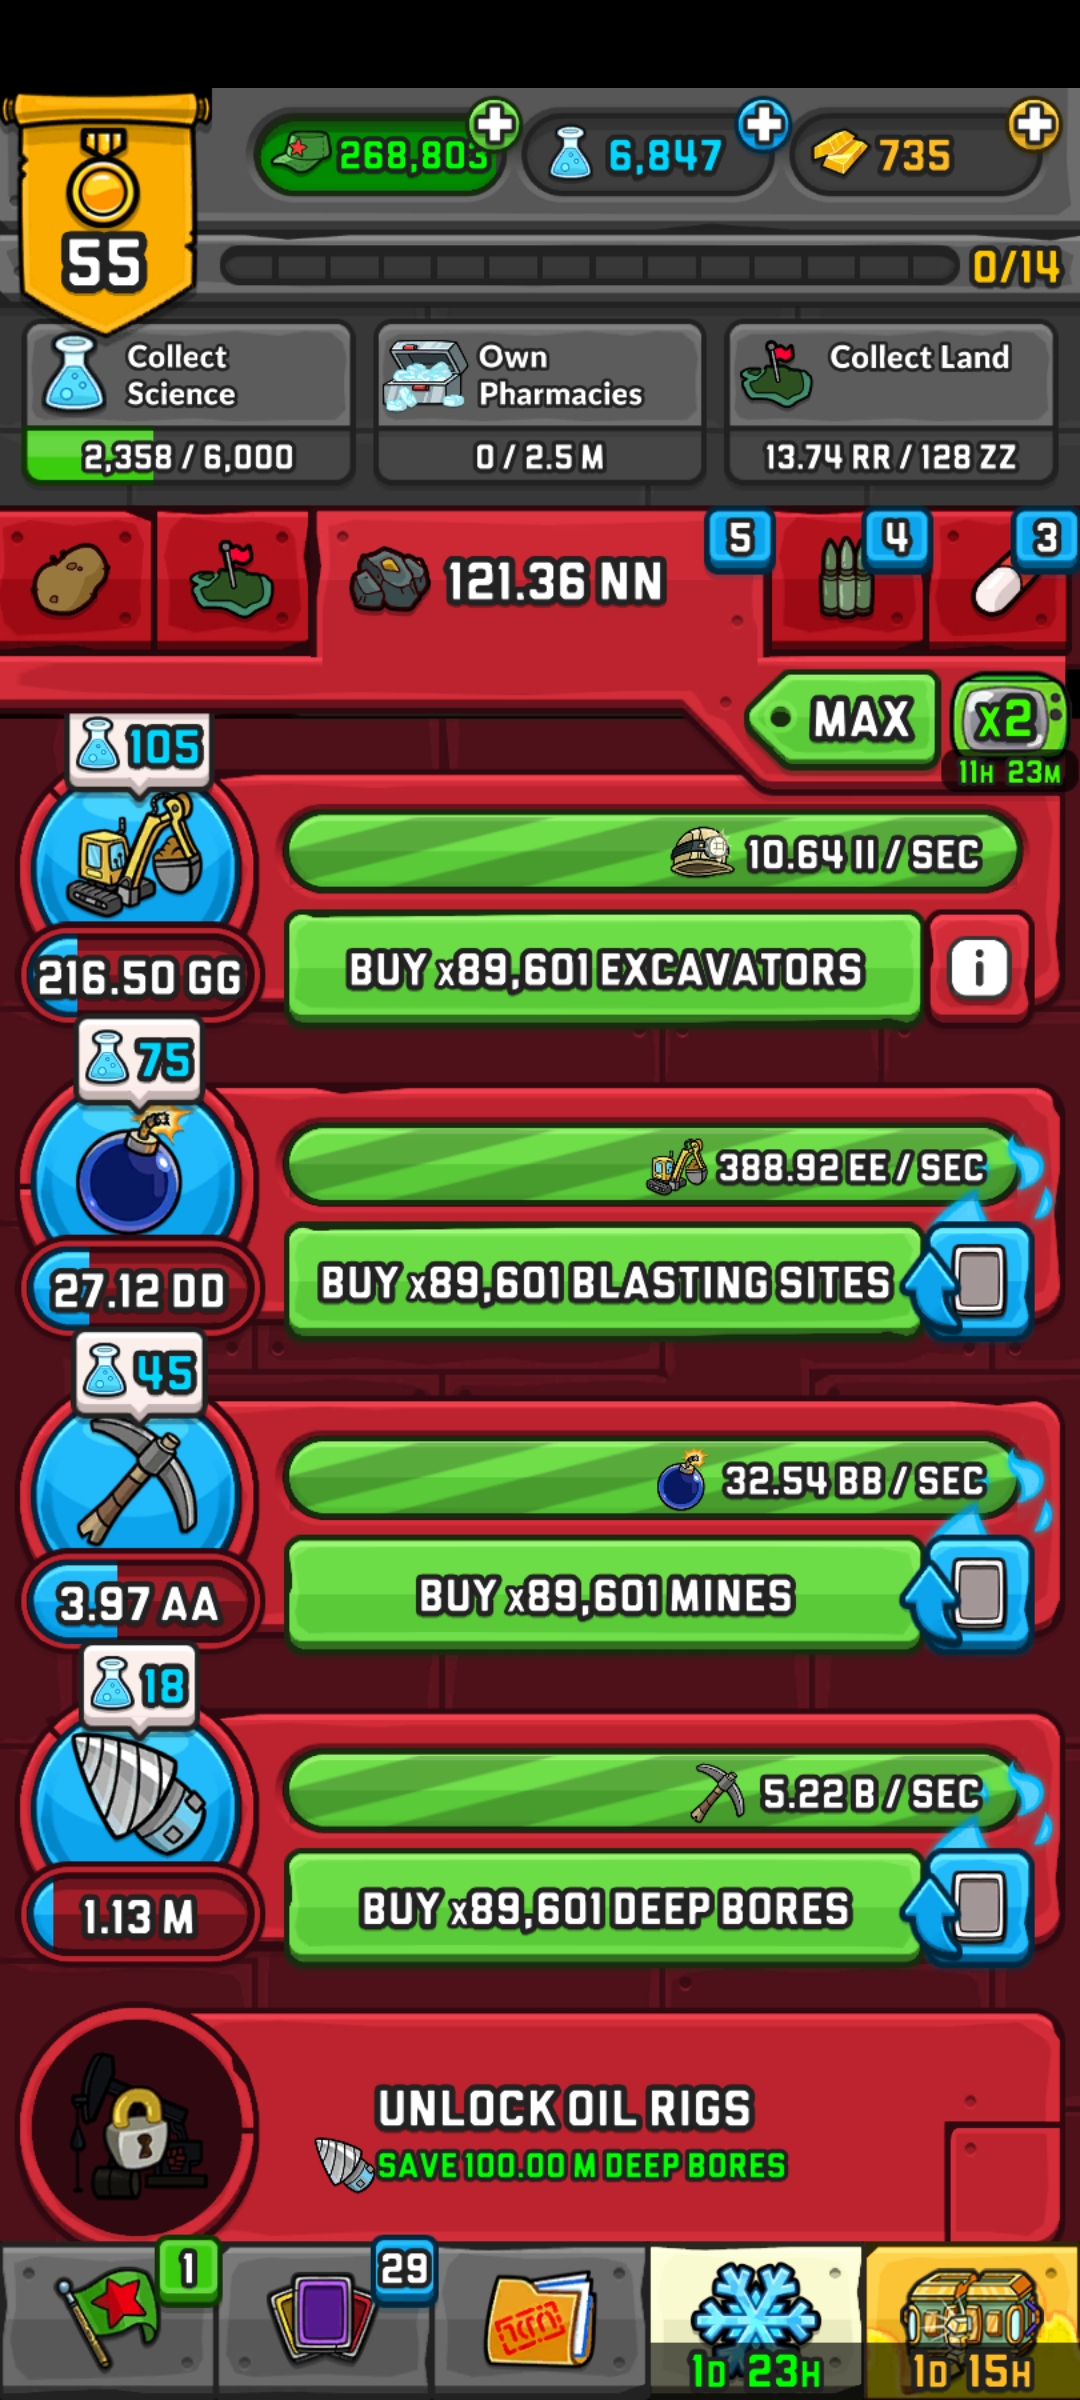 268,803
6,847
735
55
0/14
Collect
Science
2,358 / 6,000
Own
Pharmacies
0 / 2.5 M
Collect Land
13.74 RR / 128 ZZ
121.36 NN
5
4
3
MAX
x2
11H 23M
105
10.64 II / SEC
216.50 GG
BUY x89,601 EXCAVATORS
i
75
388.92 EE / SEC
27.12 DD
BUY x89,601 BLASTING SITES
45
32.54 BB / SEC
3.97 AA
BUY x89,601 MINES
18
5.22 B / SEC
1.13 M
BUY x89,601 DEEP BORES
UNLOCK OIL RIGS
SAVE 100.00 M DEEP BORES
1
29
1D 23H
1D 15H